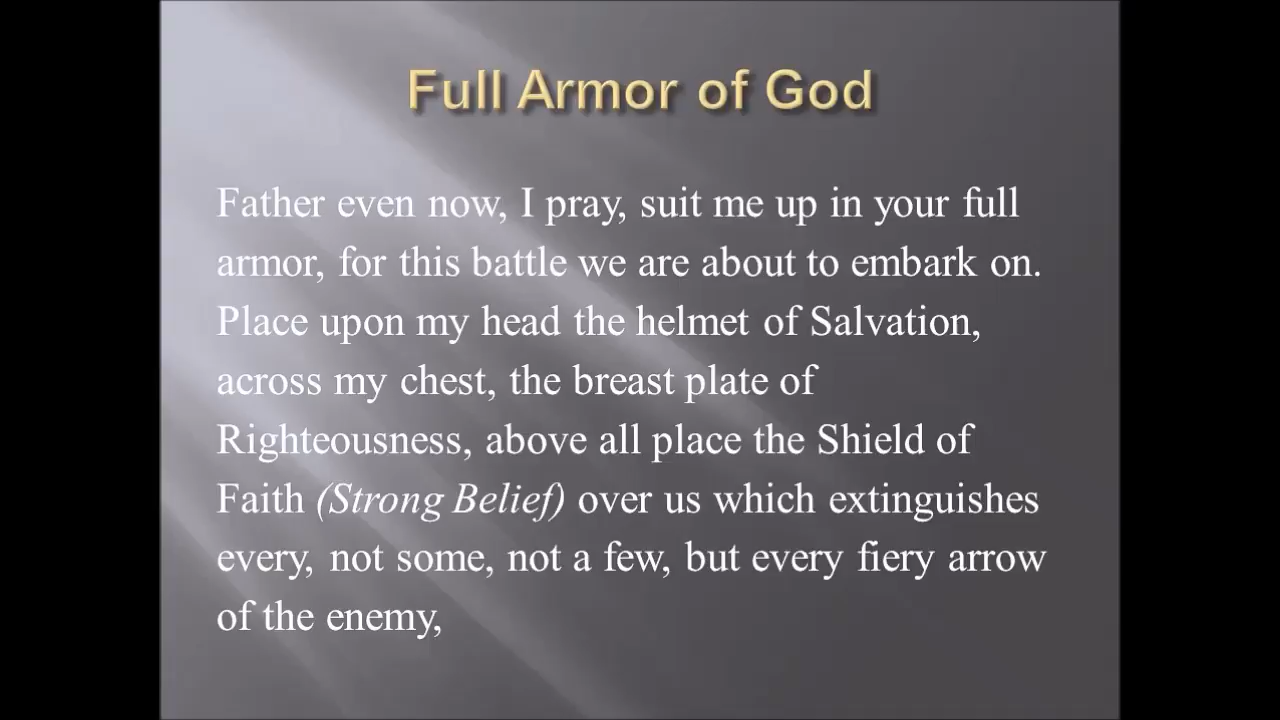 Full Armor of God
Father even now, I pray, suit me up in your full
armor, for this battle we are about to embark on.
Place upon my head the helmet of Salvation,
across my chest, the breast plate of
Righteousness, above all place the Shield of
Faith (Strong Belief) over us which extinguishes
every, not some, not a few, but every fiery arrow
of the enemy,